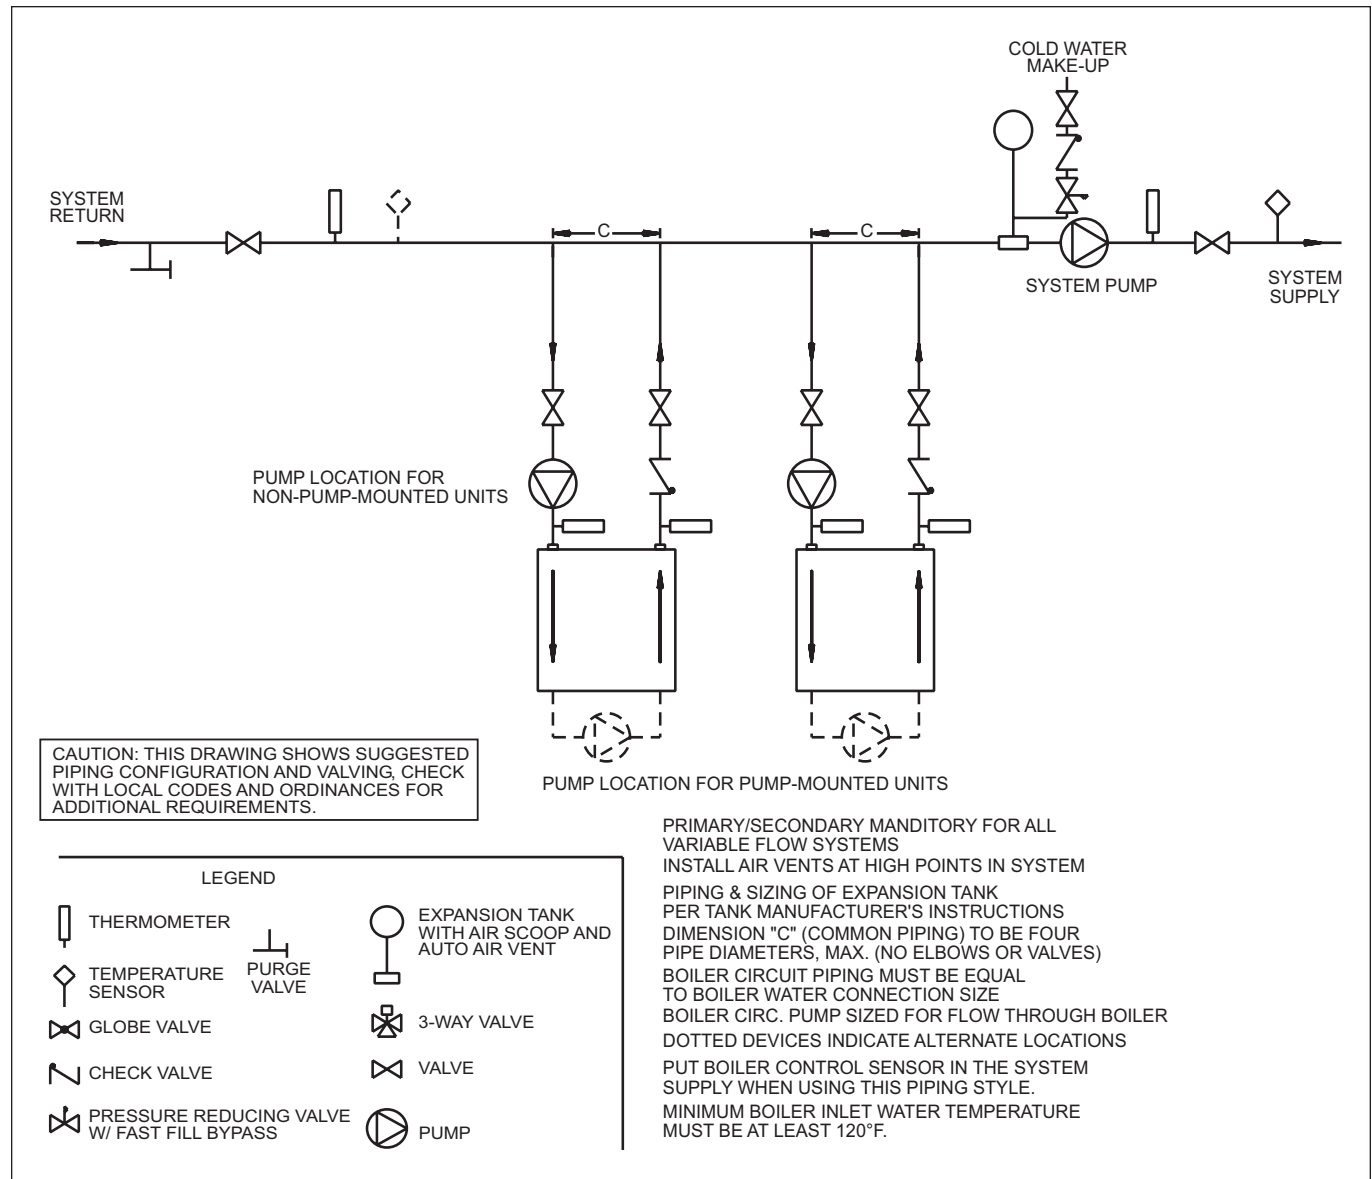 COLD WATER
MAKE-UP
SYSTEM
RETURN
C
C
SYSTEM PUMP
SYSTEM
SUPPLY
PUMP LOCATION FOR
NON-PUMP-MOUNTED UNITS
PUMP LOCATION FOR PUMP-MOUNTED UNITS
CAUTION: THIS DRAWING SHOWS SUGGESTED
PIPING CONFIGURATION AND VALVING, CHECK
WITH LOCAL CODES AND ORDINANCES FOR
ADDITIONAL REQUIREMENTS.
LEGEND
THERMOMETER
TEMPERATURE
SENSOR
GLOBE VALVE
CHECK VALVE
PRESSURE REDUCING VALVE
W/ FAST FILL BYPASS
PURGE
VALVE
EXPANSION TANK
WITH AIR SCOOP AND
AUTO AIR VENT
3-WAY VALVE
VALVE
PUMP
PRIMARY/SECONDARY MANDITORY FOR ALL
VARIABLE FLOW SYSTEMS
INSTALL AIR VENTS AT HIGH POINTS IN SYSTEM
PIPING & SIZING OF EXPANSION TANK
PER TANK MANUFACTURER'S INSTRUCTIONS
DIMENSION "C" (COMMON PIPING) TO BE FOUR
PIPE DIAMETERS, MAX. (NO ELBOWS OR VALVES)
BOILER CIRCUIT PIPING MUST BE EQUAL
TO BOILER WATER CONNECTION SIZE
BOILER CIRC. PUMP SIZED FOR FLOW THROUGH BOILER
DOTTED DEVICES INDICATE ALTERNATE LOCATIONS
PUT BOILER CONTROL SENSOR IN THE SYSTEM
SUPPLY WHEN USING THIS PIPING STYLE.
MINIMUM BOILER INLET WATER TEMPERATURE
MUST BE AT LEAST 120°F.